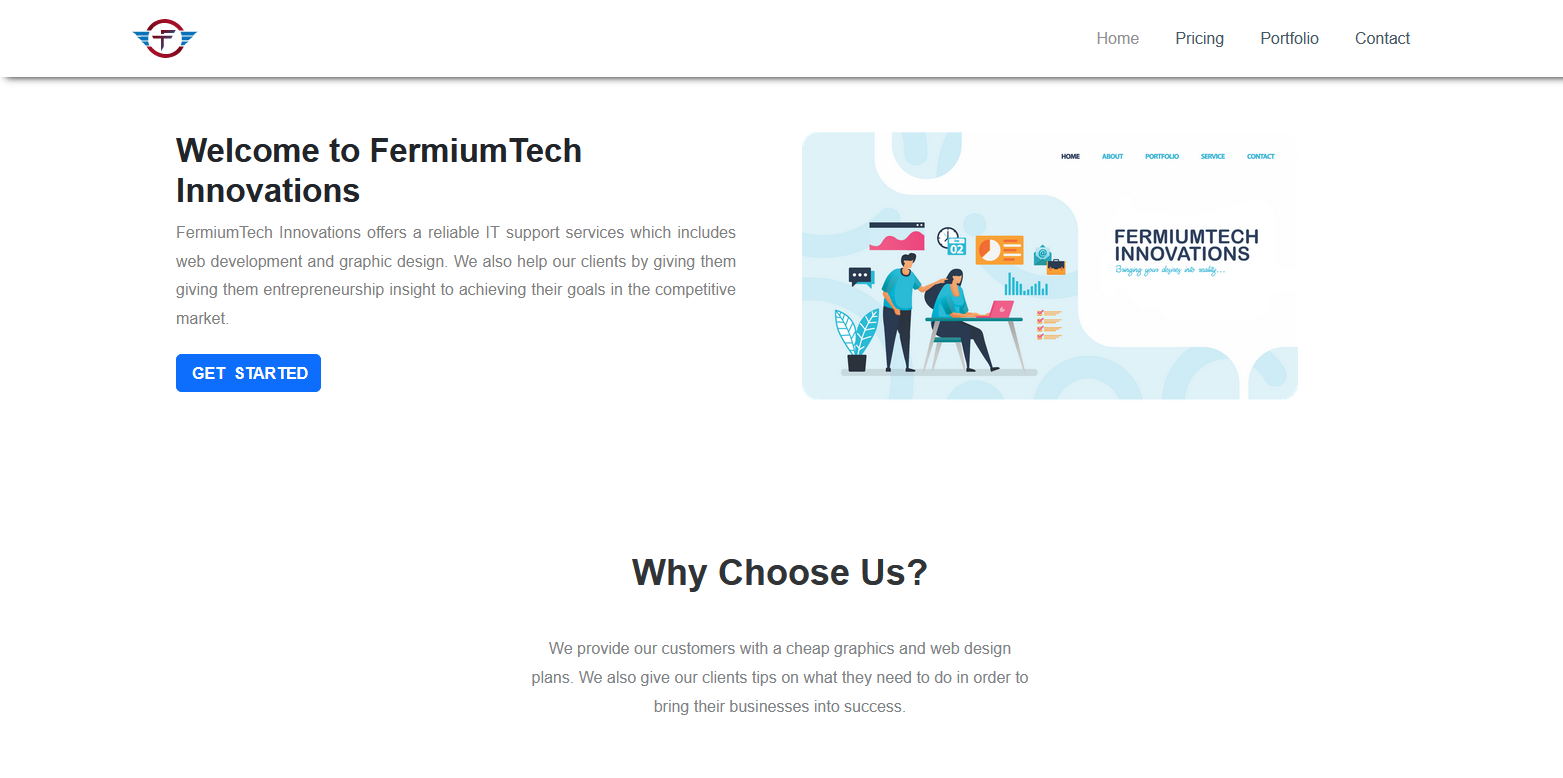 F
Home Pricing Portfolio Contact
Welcome to FermiumTech
Innovations
FermiumTech Innovations offers a reliable IT support services which includes
web development and graphic design. We also help our clients by giving them
giving them entrepreneurship insight to achieving their goals in the competitive
market.
GET STARTED
HOME ABOUT PORTFOLIO SERVICE CONTACT
FERMIUMTECH
INNOVATIONS
Bringing your desires into reality...
02
@
Why Choose Us?
We provide our customers with a cheap graphics and web design
plans. We also give our clients tips on what they need to do in order to
bring their businesses into success.